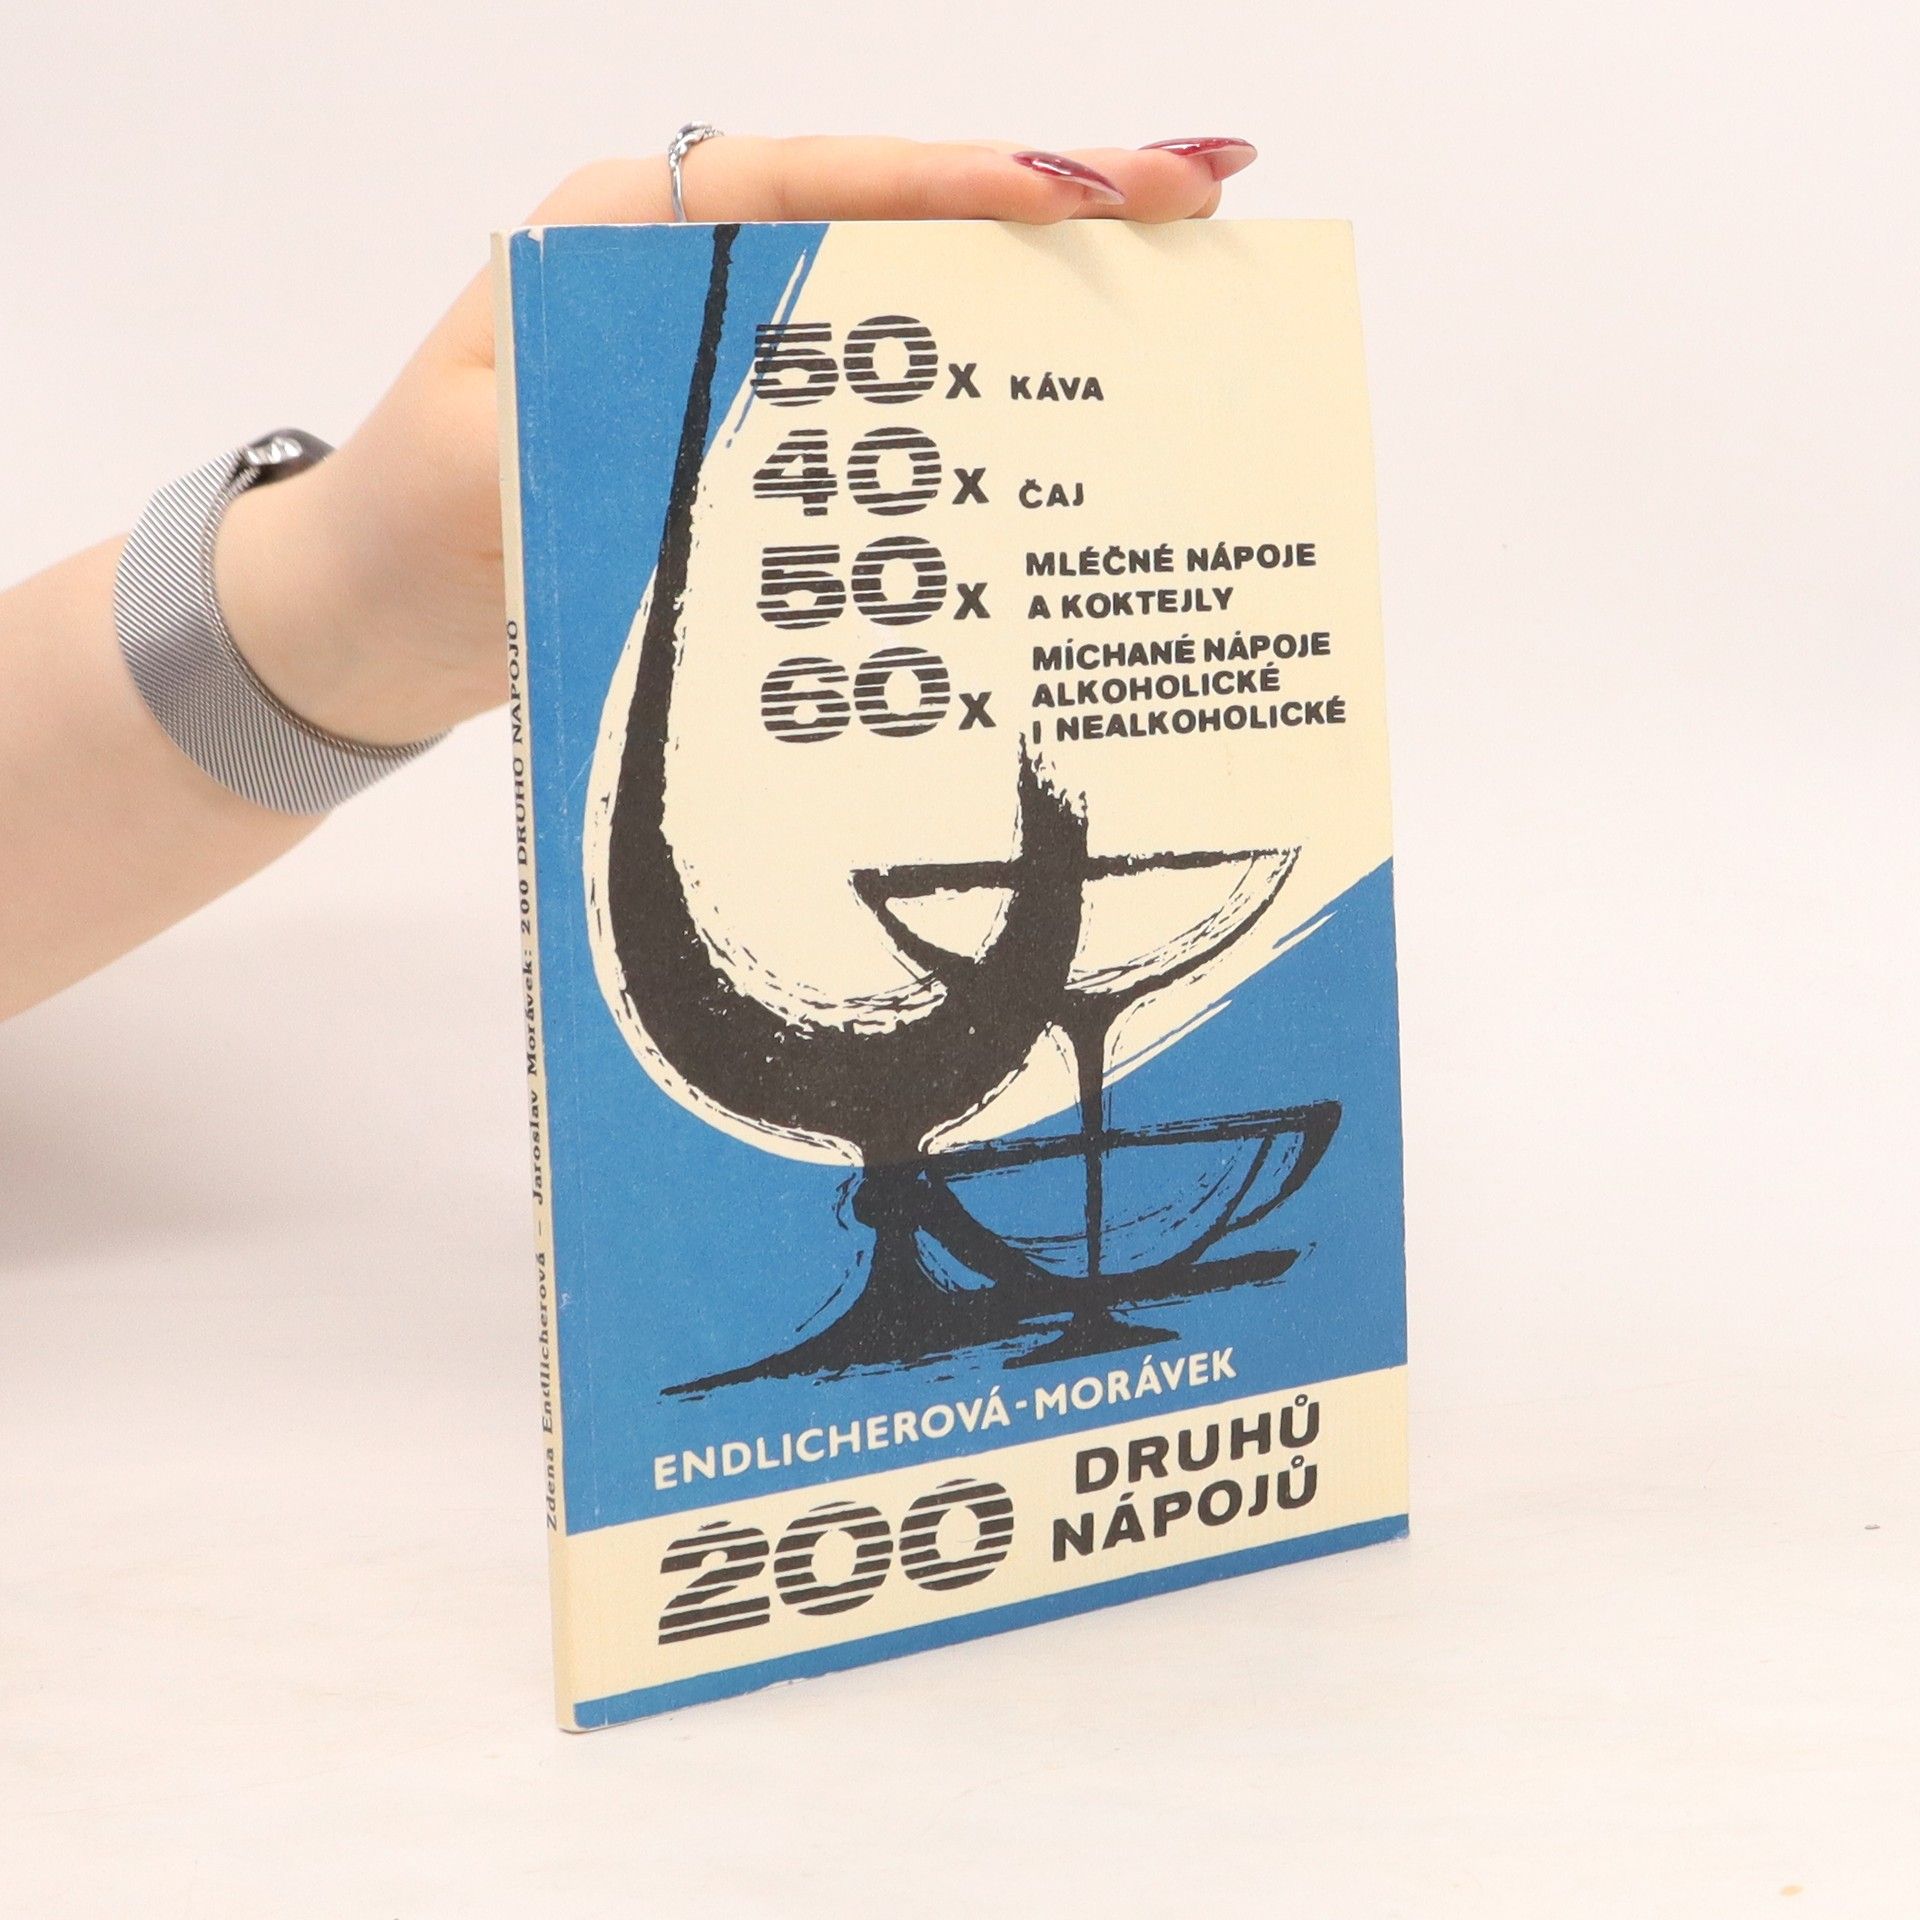 50x KÁVA
40x ČAJ
50x MLÉČNÉ NÁPOJE
A KOKTEJLY
60x MÍCHANÉ NÁPOJE
ALKOHOLICKÉ
I NEALKOHOLICKÉ
ENDLICHEROVÁ-MORÁVEK
200 DRUHŮ
NÁPOJŮ
Zdena Endlicherová – Jaroslav Morávek: 200 DRUHŮ NÁPOJŮ